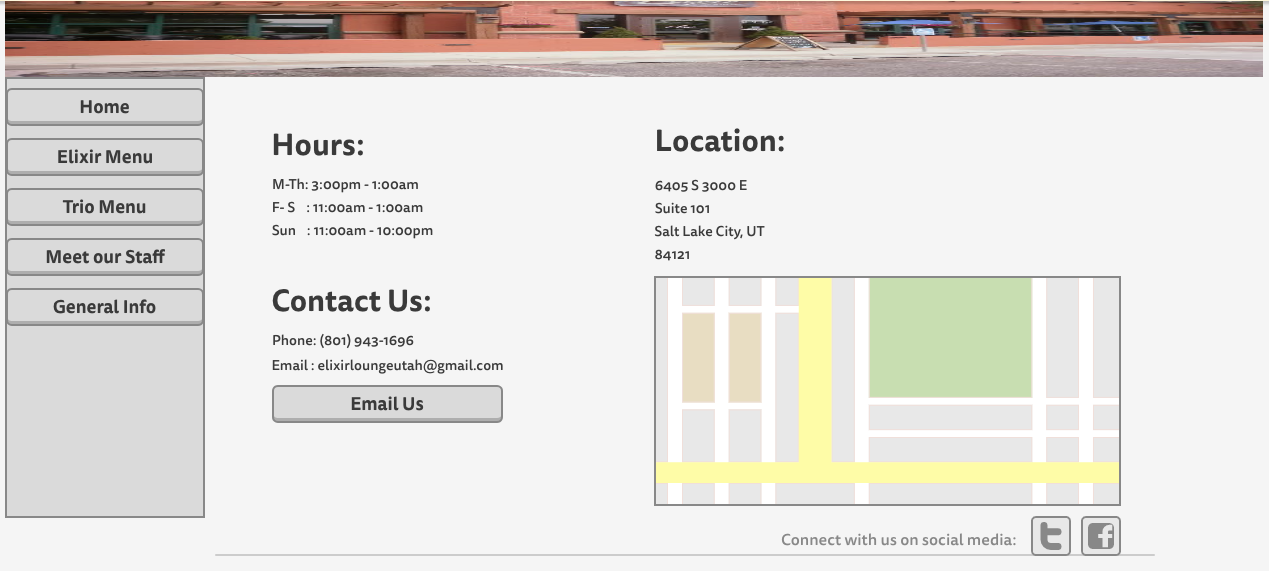 Home
Elixir Menu
Trio Menu
Meet our Staff
General Info
Hours:
M-Th: 3:00pm - 1:00am
F- S : 11:00am - 1:00am
Sun : 11:00am - 10:00pm
Contact Us:
Phone: (801) 943-1696
Email : elixirloungeutah@gmail.com
Email Us
Location:
6405 S 3000 E
Suite 101
Salt Lake City, UT
84121
Connect with us on social media: